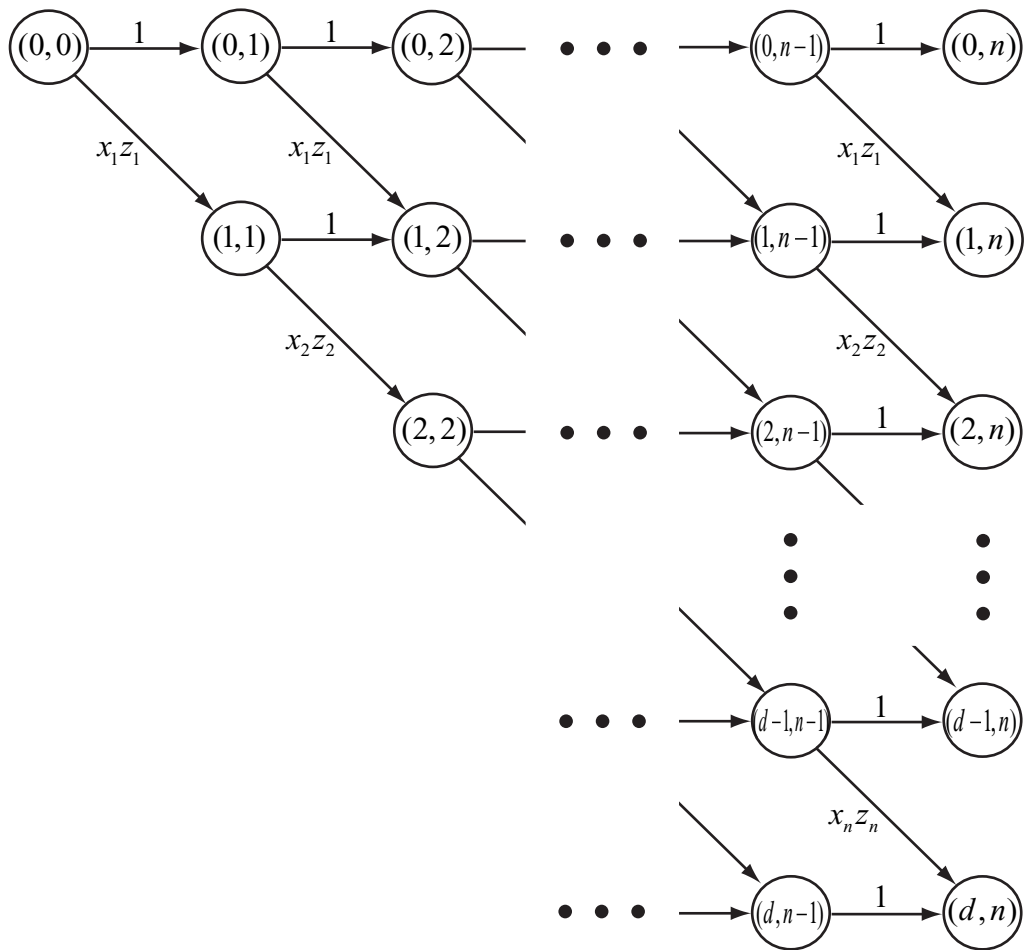 (0,0) 1 (0,1) 1 (0,2) • • • (0,n−1) 1 (0,n)
x₁z₁ x₁z₁ x₁z₁
(1,1) 1 (1,2) • • • (1,n−1) 1 (1,n)
x₂z₂ x₂z₂
(2,2) • • • (2,n−1) 1 (2,n)
• • • (d−1,n−1) 1 (d−1,n)
xₙzₙ
• • • (d,n−1) 1 (d,n)